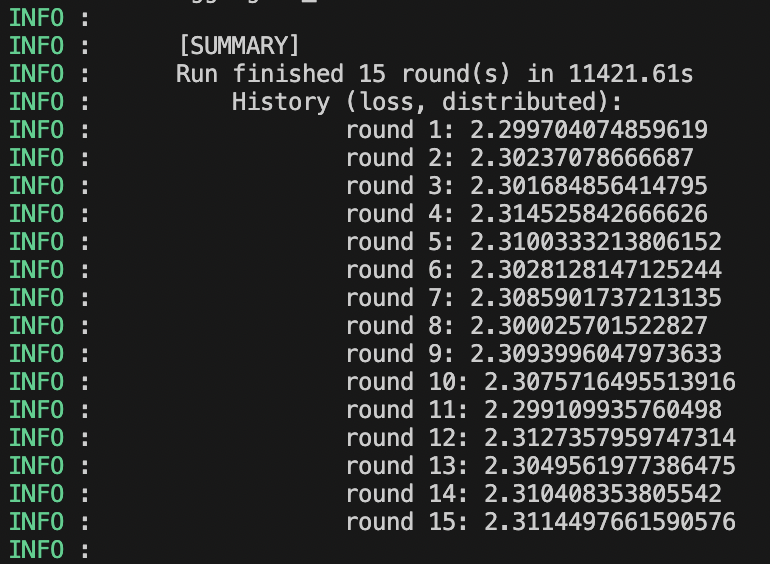 INFO :
INFO : [SUMMARY]
INFO : Run finished 15 round(s) in 11421.61s
INFO : History (loss, distributed):
INFO : round 1: 2.299704074859619
INFO : round 2: 2.30237078666687
INFO : round 3: 2.301684856414795
INFO : round 4: 2.314525842666626
INFO : round 5: 2.3100333213806152
INFO : round 6: 2.3028128147125244
INFO : round 7: 2.3085901737213135
INFO : round 8: 2.300025701522827
INFO : round 9: 2.3093996047973633
INFO : round 10: 2.3075716495513916
INFO : round 11: 2.299109935760498
INFO : round 12: 2.3127357959747314
INFO : round 13: 2.3049561977386475
INFO : round 14: 2.310408353805542
INFO : round 15: 2.3114497661590576
INFO :